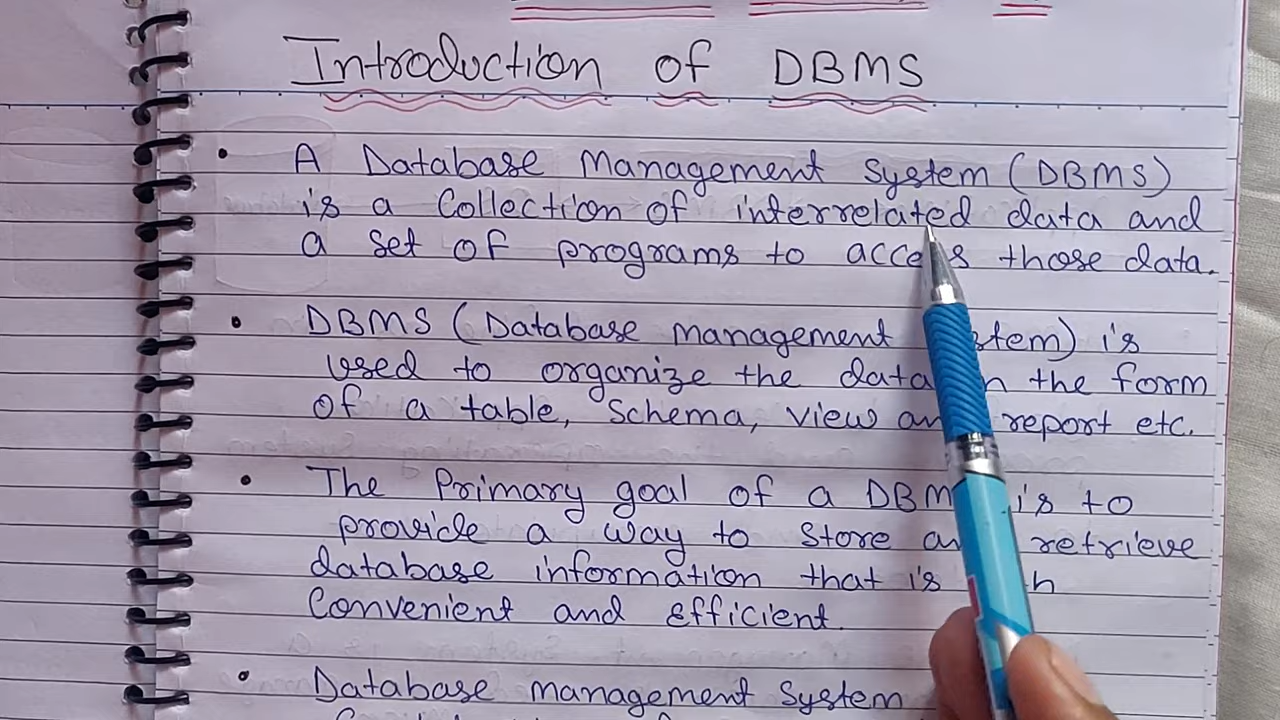 Introduction of DBMS
• A Database Management System (DBMS)
is a Collection of interrelated data and
a set of programs to access those data.
• DBMS (Database Management stem) is
used to organize the data n the form
of a table, Schema, view an report etc.
• The Primary goal of a DBM is to
provide a way to Store an retrieve
database information that is h
Convenient and efficient.
• Database management System